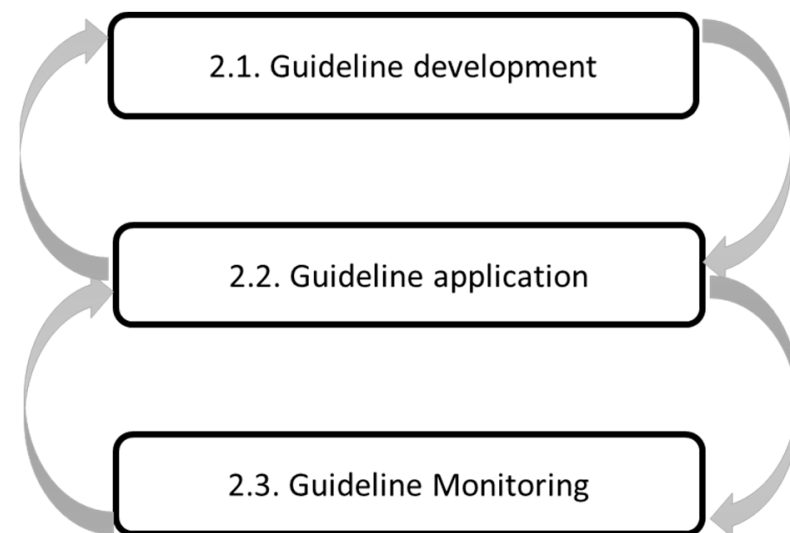 2.1. Guideline development
2.2. Guideline application
2.3. Guideline Monitoring